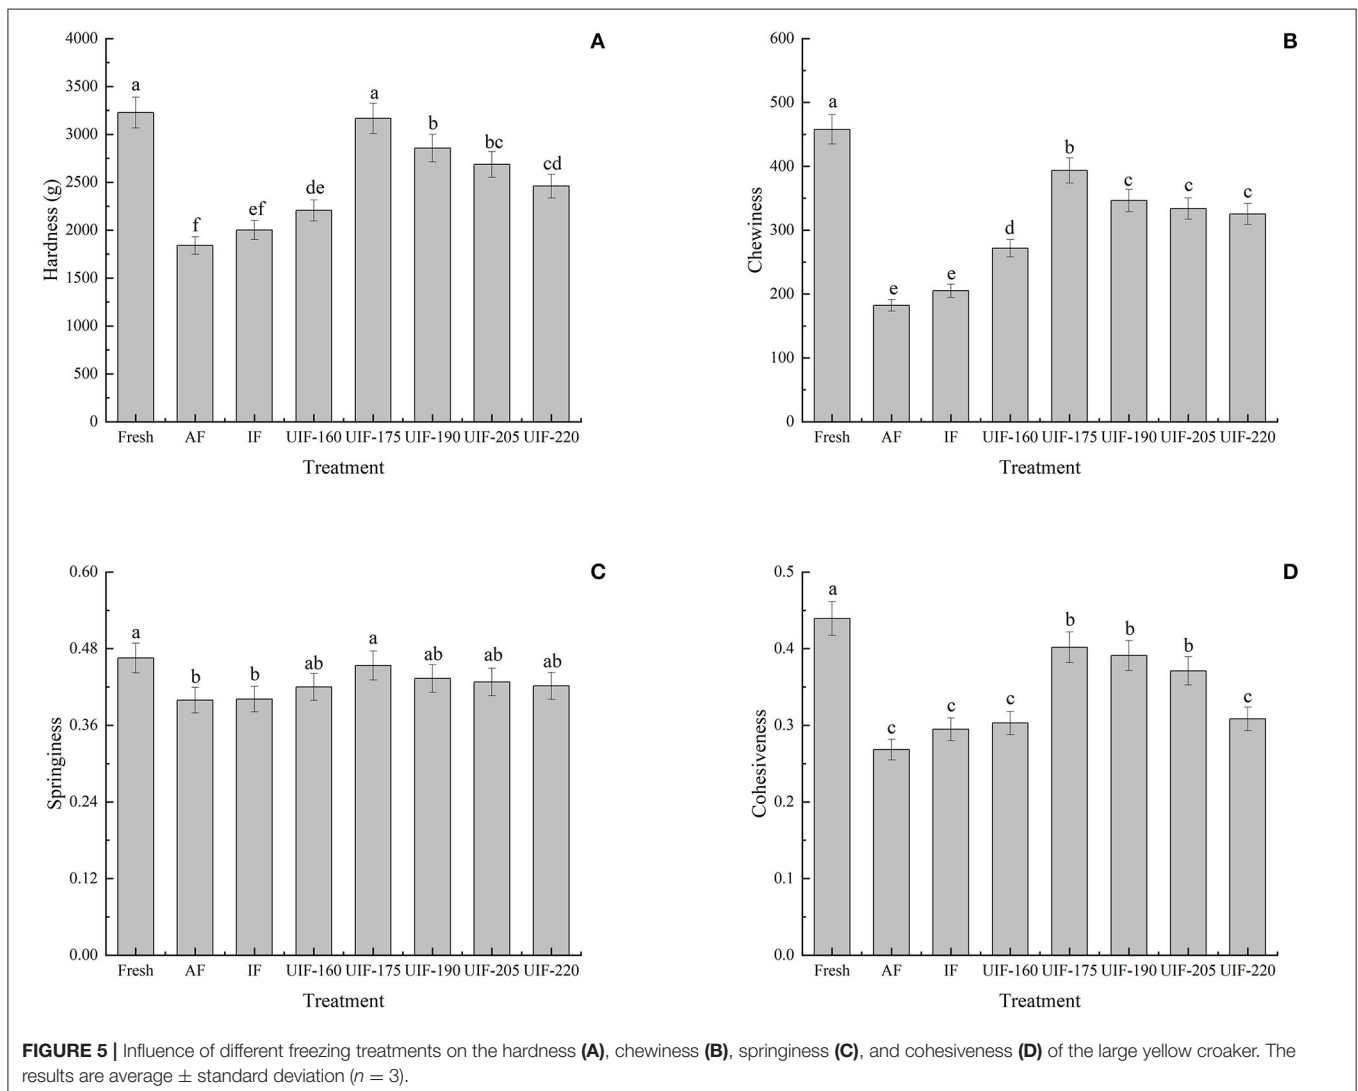 A
4000
3500
3000
2500
2000
1500
1000
500
0
Hardness (g)
a
f
ef
de
a
b
bc
cd
Fresh AF IF UIF-160 UIF-175 UIF-190 UIF-205 UIF-220
Treatment
B
600
500
400
300
200
100
0
Chewiness
a
e
e
d
b
c
c
c
Fresh AF IF UIF-160 UIF-175 UIF-190 UIF-205 UIF-220
Treatment
C
0.60
0.48
0.36
0.24
0.12
0.00
Springiness
a
b
b
ab
a
ab
ab
ab
Fresh AF IF UIF-160 UIF-175 UIF-190 UIF-205 UIF-220
Treatment
D
0.5
0.4
0.3
0.2
0.1
0.0
Cohesiveness
a
c
c
c
b
b
b
c
Fresh AF IF UIF-160 UIF-175 UIF-190 UIF-205 UIF-220
Treatment
FIGURE 5 | Influence of different freezing treatments on the hardness (A), chewiness (B), springiness (C), and cohesiveness (D) of the large yellow croaker. The
results are average ± standard deviation (n = 3).